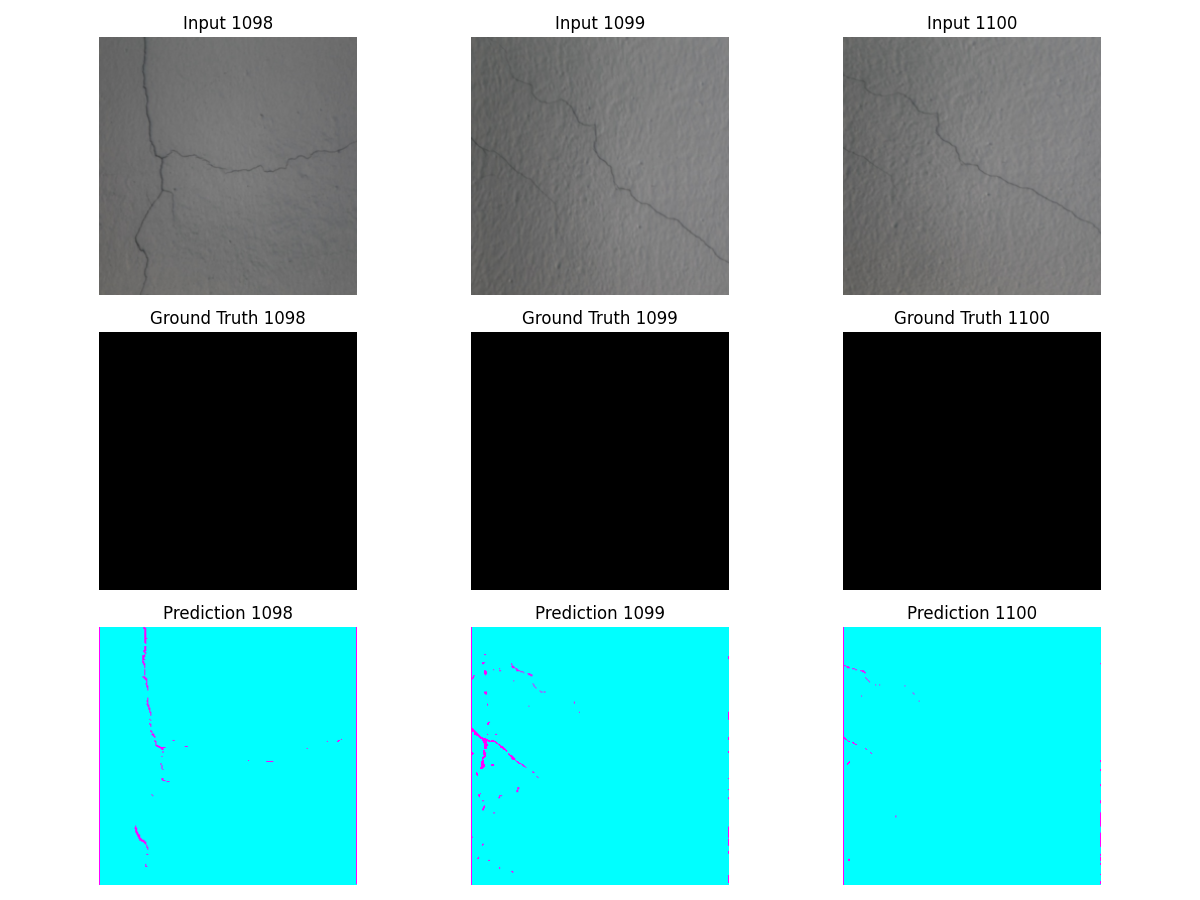 Input 1098
Input 1099
Input 1100
Ground Truth 1098
Ground Truth 1099
Ground Truth 1100
Prediction 1098
Prediction 1099
Prediction 1100